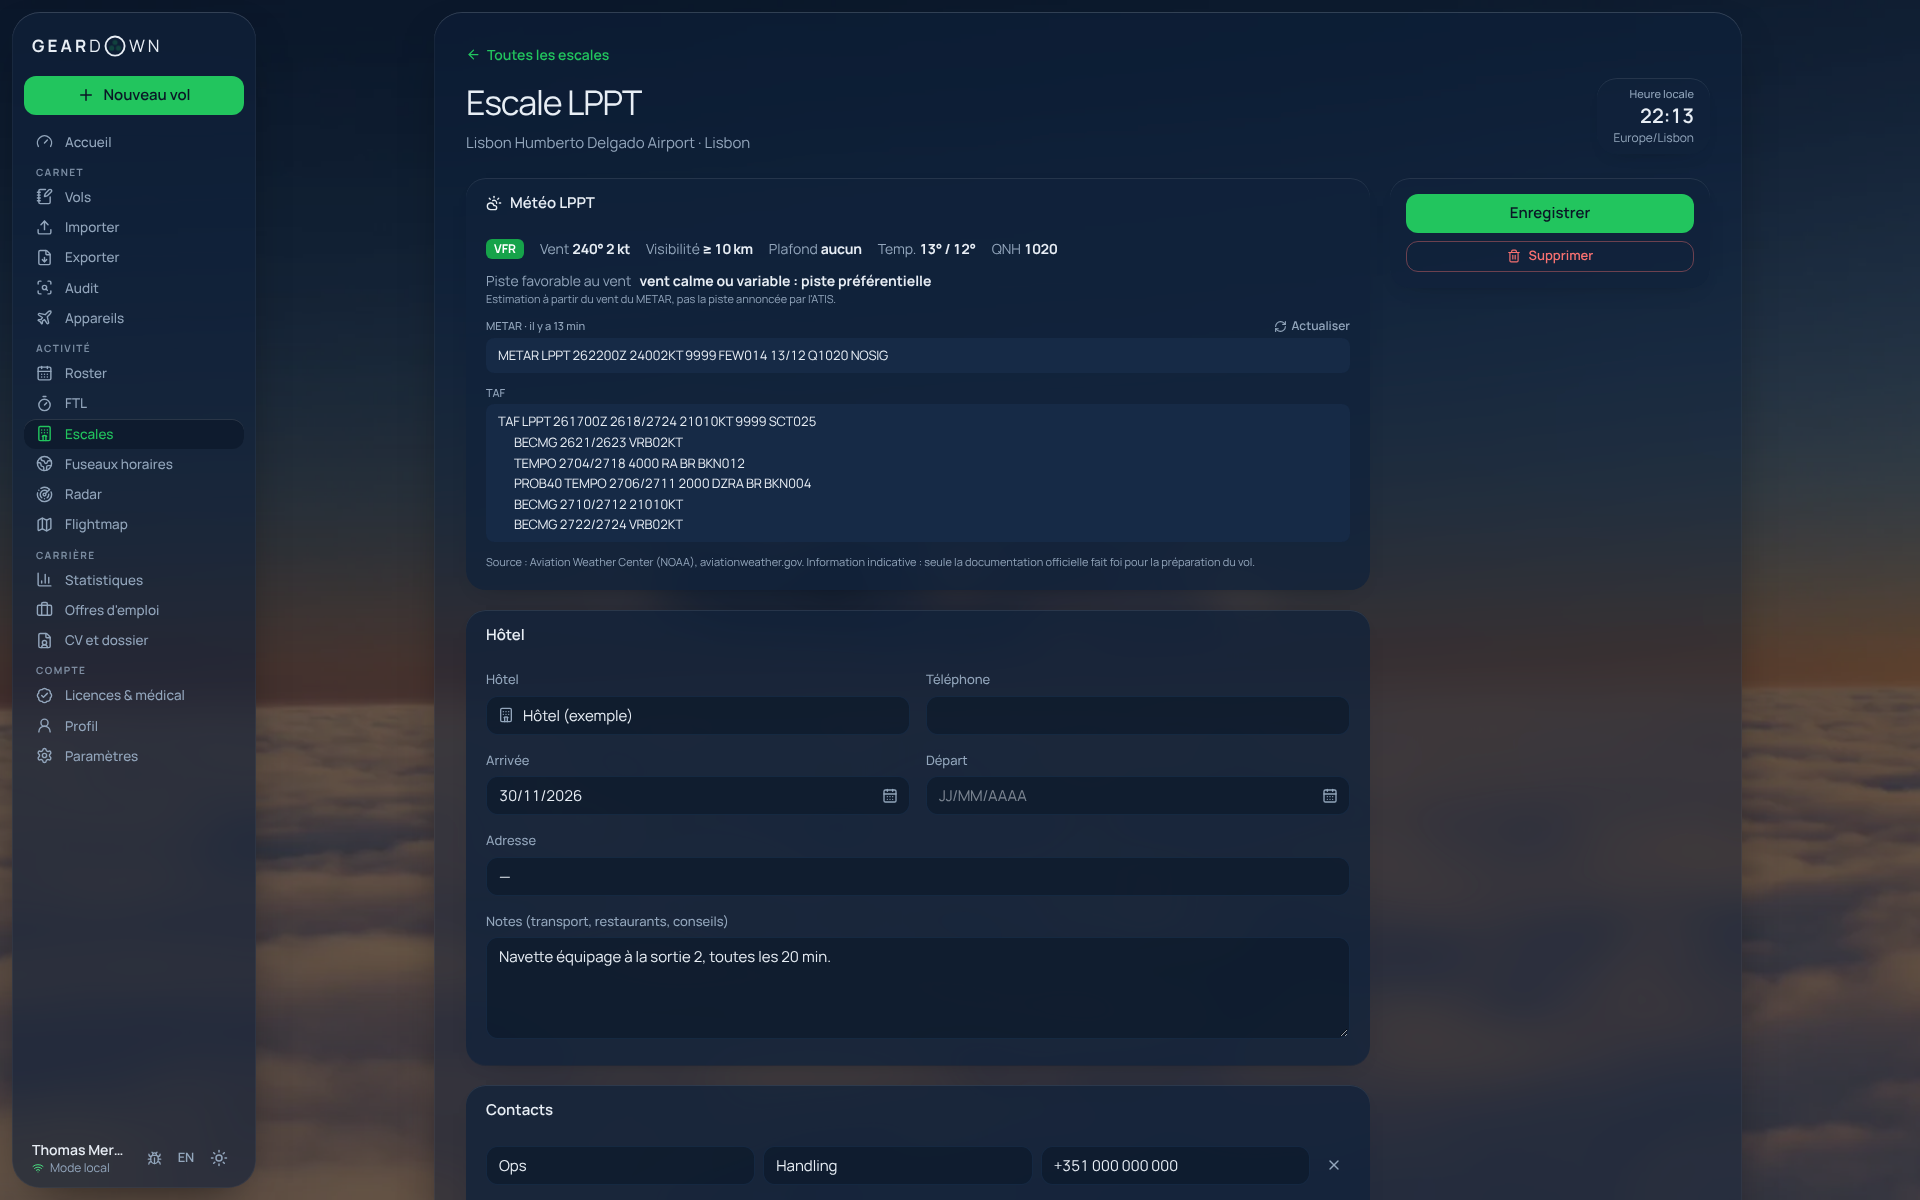 GEARDOWN
Nouveau vol
Accueil
CARNET
Vols
Importer
Exporter
Audit
Appareils
ACTIVITÉ
Roster
FTL
Escales
Fuseaux horaires
Radar
Flightmap
CARRIÈRE
Statistiques
Offres d'emploi
CV et dossier
COMPTE
Licences & médical
Profil
Paramètres
Thomas Mer...
Mode local
EN
← Toutes les escales
Escale LPPT
Lisbon Humberto Delgado Airport · Lisbon
Heure locale
22:13
Europe/Lisbon
Météo LPPT
VFR Vent 240° 2 kt Visibilité ≥ 10 km Plafond aucun Temp. 13° / 12° QNH 1020
Piste favorable au vent vent calme ou variable : piste préférentielle
Estimation à partir du vent du METAR, pas la piste annoncée par l'ATIS.
METAR · il y a 13 min
Actualiser
METAR LPPT 262200Z 24002KT 9999 FEW014 13/12 Q1020 NOSIG
TAF
TAF LPPT 261700Z 2618/2724 21010KT 9999 SCT025
BECMG 2621/2623 VRB02KT
TEMPO 2704/2718 4000 RA BR BKN012
PROB40 TEMPO 2706/2711 2000 DZRA BR BKN004
BECMG 2710/2712 21010KT
BECMG 2722/2724 VRB02KT
Source : Aviation Weather Center (NOAA), aviationweather.gov. Information indicative : seule la documentation officielle fait foi pour la préparation du vol.
Enregistrer
Supprimer
Hôtel
Hôtel
Téléphone
Hôtel (exemple)
Arrivée
Départ
30/11/2026
JJ/MM/AAAA
Adresse
—
Notes (transport, restaurants, conseils)
Navette équipage à la sortie 2, toutes les 20 min.
Contacts
Ops
Handling
+351 000 000 000